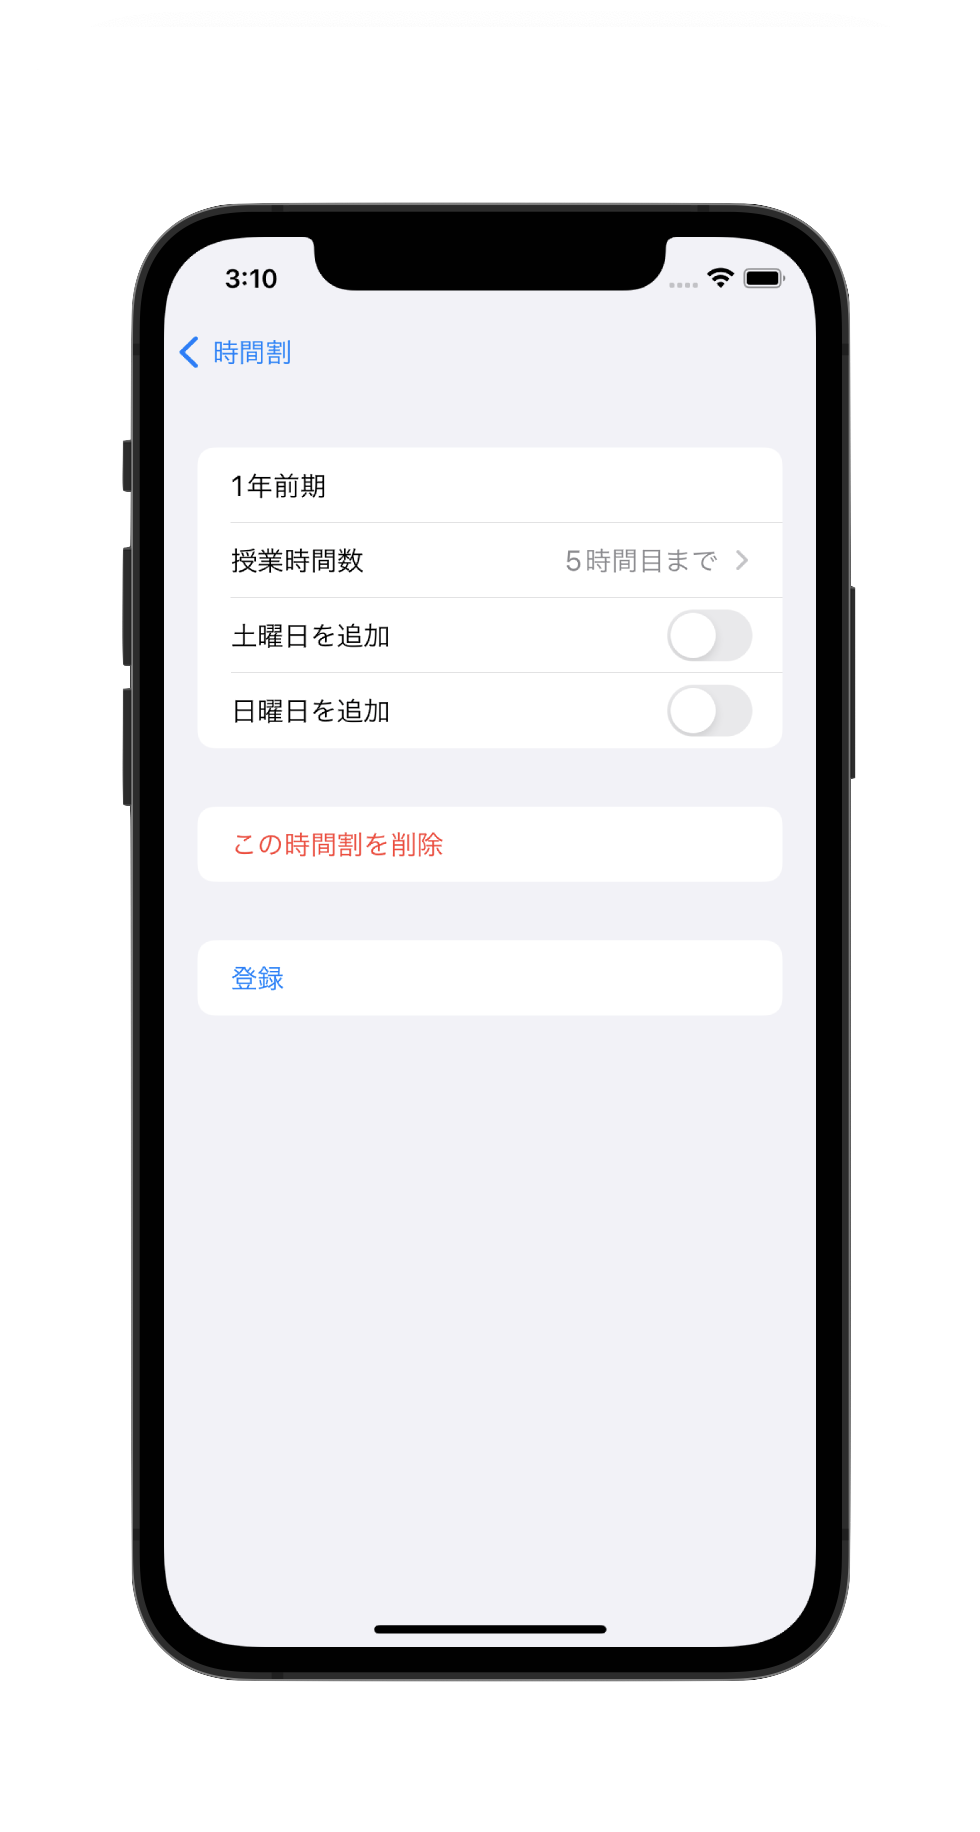 3:10
時間割
1年前期
授業時間数 5時間目まで
土曜日を追加
日曜日を追加
この時間割を削除
登録